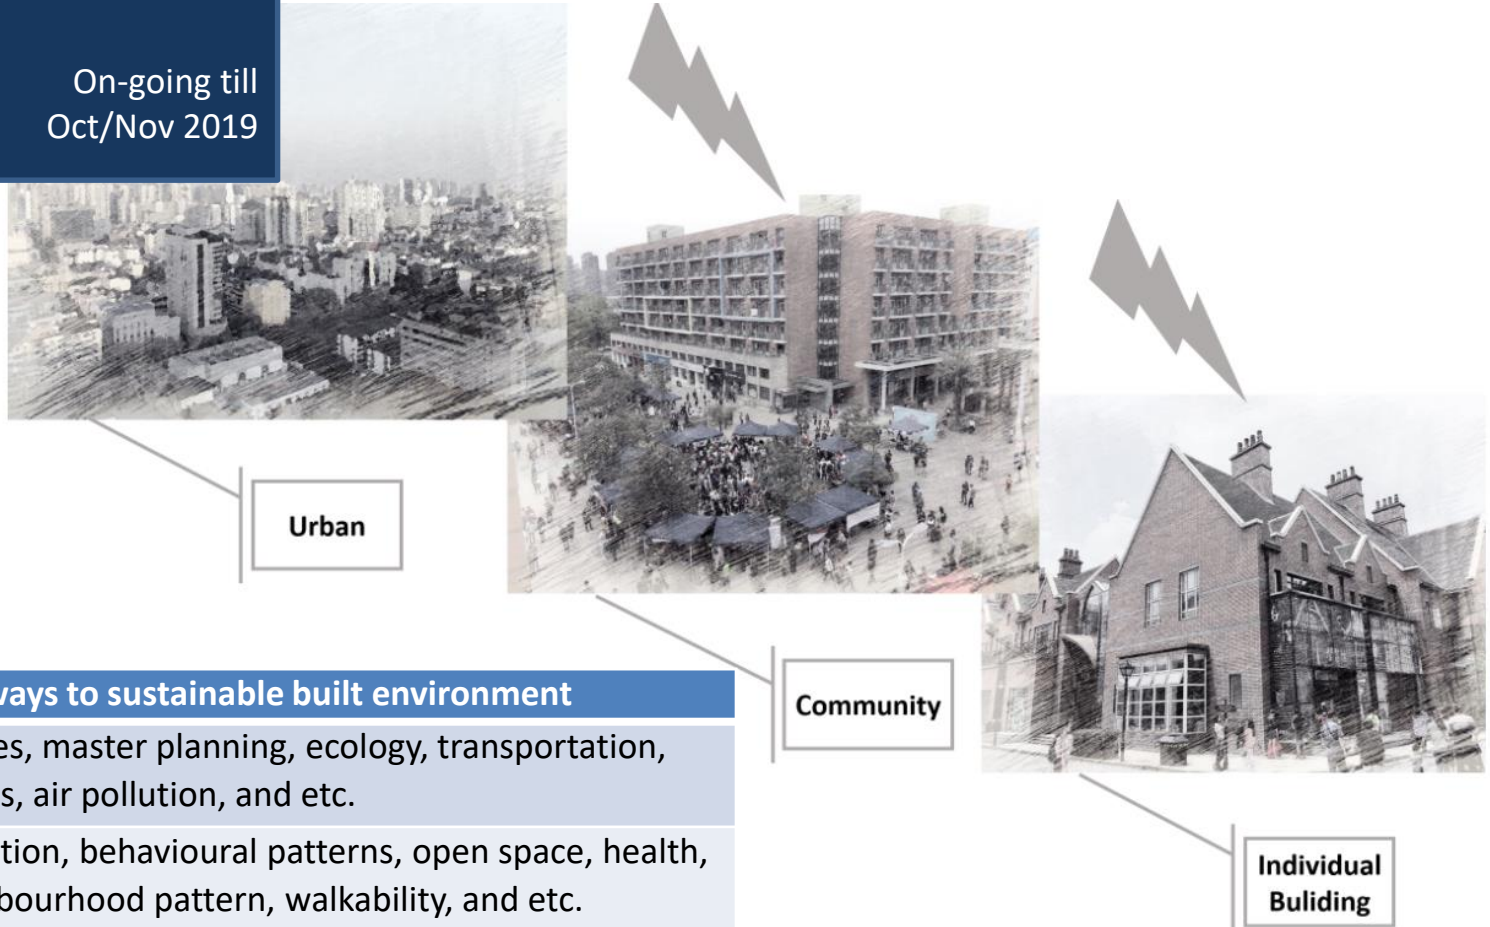 On-going till
Oct/Nov 2019
Urban
Community
Individual
Buliding
ways to sustainable built environment
es, master planning, ecology, transportation,
s, air pollution, and etc.
tion, behavioural patterns, open space, health,
bourhood pattern, walkability, and etc.